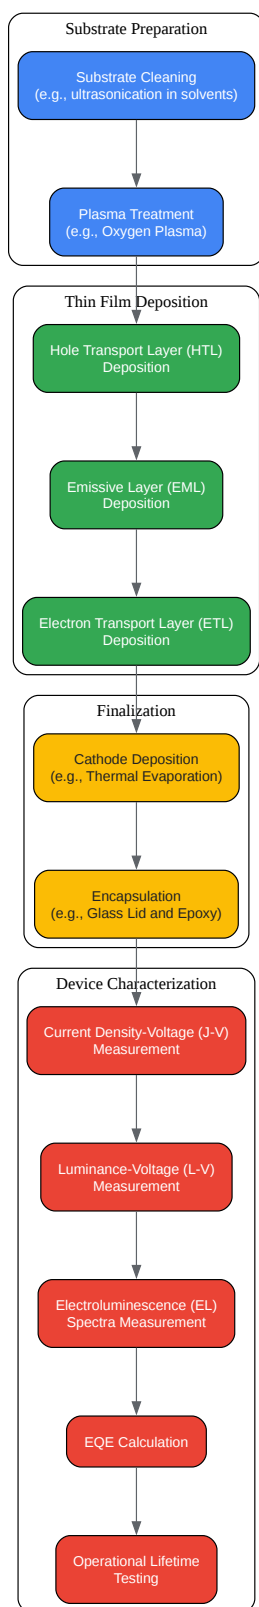 Substrate Preparation
Substrate Cleaning
(e.g., ultrasonication in solvents)
Plasma Treatment
(e.g., Oxygen Plasma)
Thin Film Deposition
Hole Transport Layer (HTL)
Deposition
Emissive Layer (EML)
Deposition
Electron Transport Layer (ETL)
Deposition
Finalization
Cathode Deposition
(e.g., Thermal Evaporation)
Encapsulation
(e.g., Glass Lid and Epoxy)
Device Characterization
Current Density-Voltage (J-V)
Measurement
Luminance-Voltage (L-V)
Measurement
Electroluminescence (EL)
Spectra Measurement
EQE Calculation
Operational Lifetime
Testing